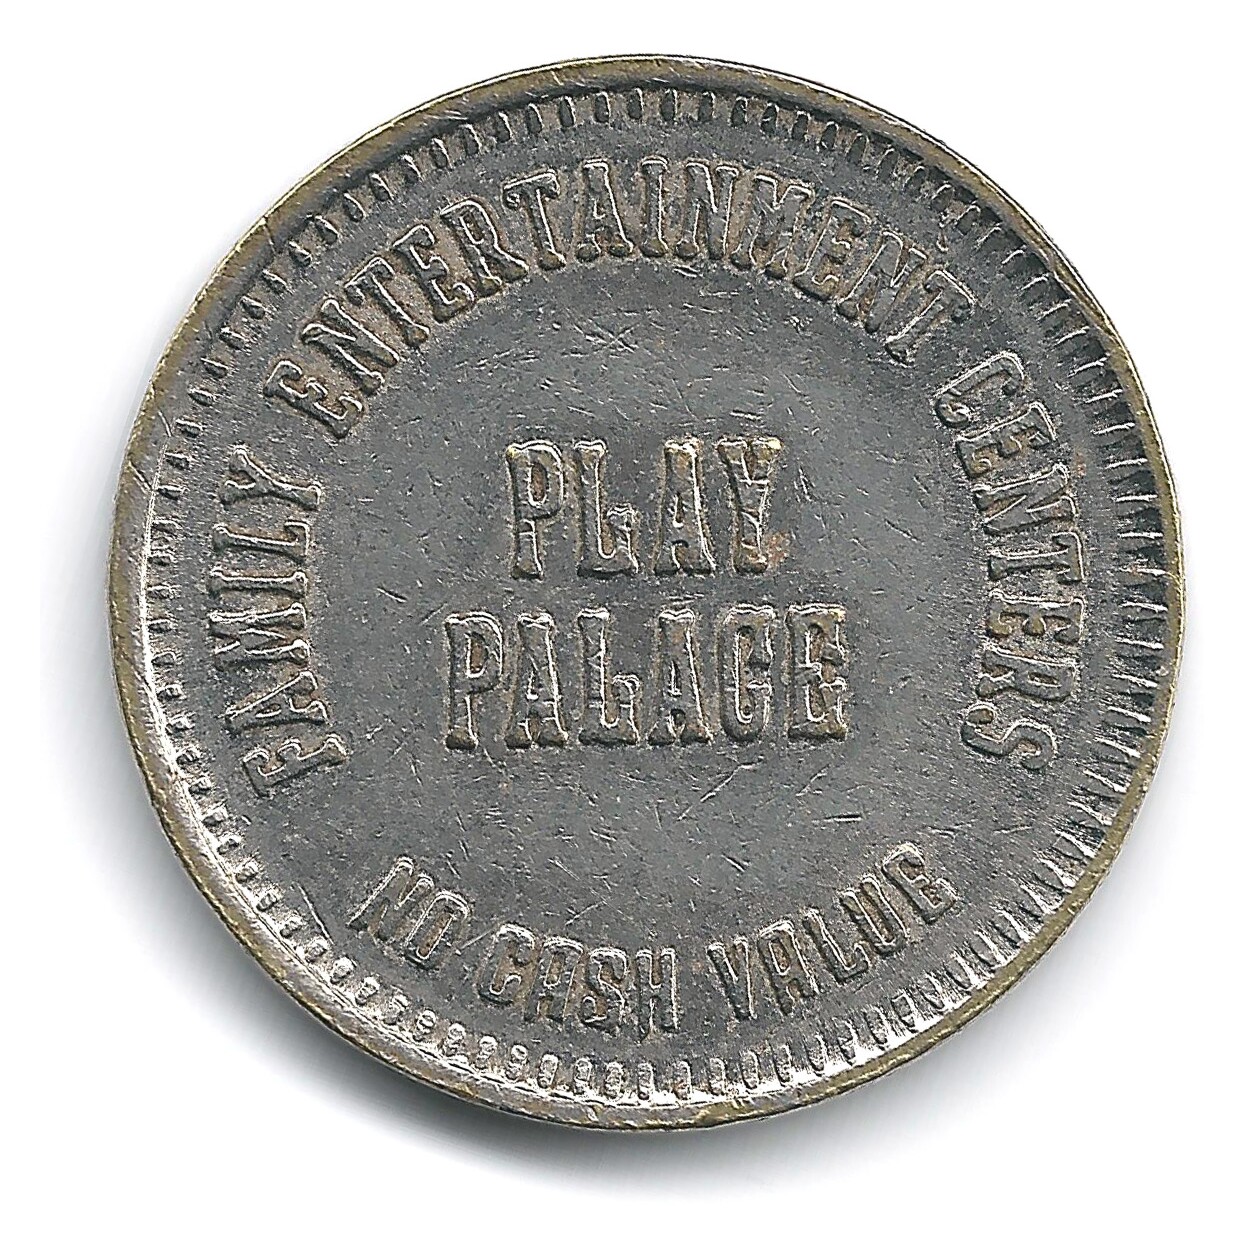 FAMILY ENTERTAINMENT CENTERS
PLAY
PALACE
NO CASH VALUE